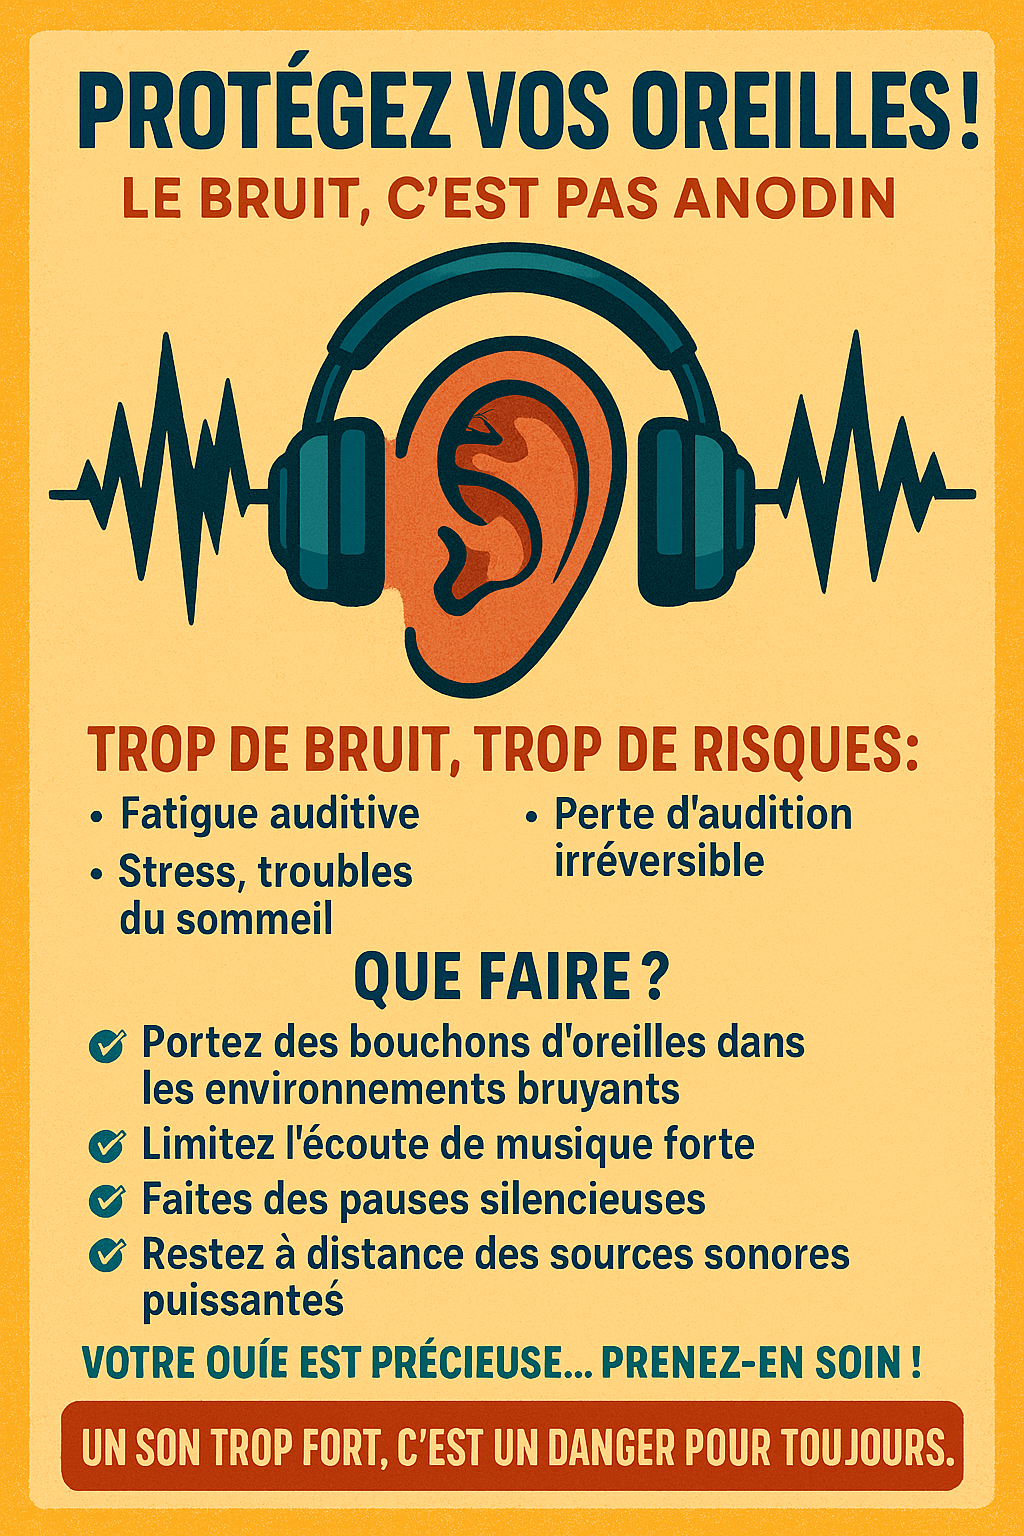 PROTÉGEZ VOS OREILLES!
LE BRUIT, C'EST PAS ANODIN
TROP DE BRUIT, TROP DE RISQUES:
• Fatigue auditive
• Stress, troubles
du sommeil
• Perte d'audition
irréversible
QUE FAIRE ?
Portez des bouchons d'oreilles dans
les environnements bruyants
Limitez l'écoute de musique forte
Faites des pauses silencieuses
Restez à distance des sources sonores
puissanteś
VOTRE OUÍE EST PRÉCIEUSE... PRENEZ-EN SOIN !
UN SON TROP FORT, C'EST UN DANGER POUR TOUJOURS.